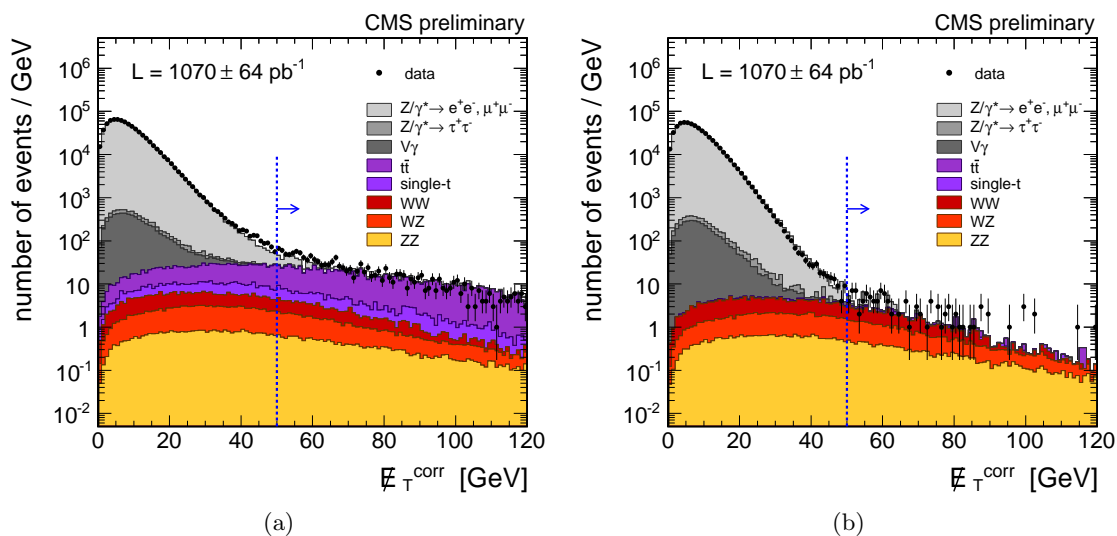 CMS preliminary
number of events / GeV
L = 1070 ± 64 pb⁻¹
data
Z/γ*→ e⁺e⁻, μ⁺μ⁻
Z/γ*→ τ⁺τ⁻
Vγ
tt̄
single-t
WW
WZ
ZZ
10⁶
10⁵
10⁴
10³
10²
10
1
10⁻¹
10⁻²
0 20 40 60 80 100 120
E̸ T corr [GeV]
(a)
CMS preliminary
number of events / GeV
L = 1070 ± 64 pb⁻¹
data
Z/γ*→ e⁺e⁻, μ⁺μ⁻
Z/γ*→ τ⁺τ⁻
Vγ
tt̄
single-t
WW
WZ
ZZ
10⁶
10⁵
10⁴
10³
10²
10
1
10⁻¹
10⁻²
0 20 40 60 80 100 120
E̸ T corr [GeV]
(b)